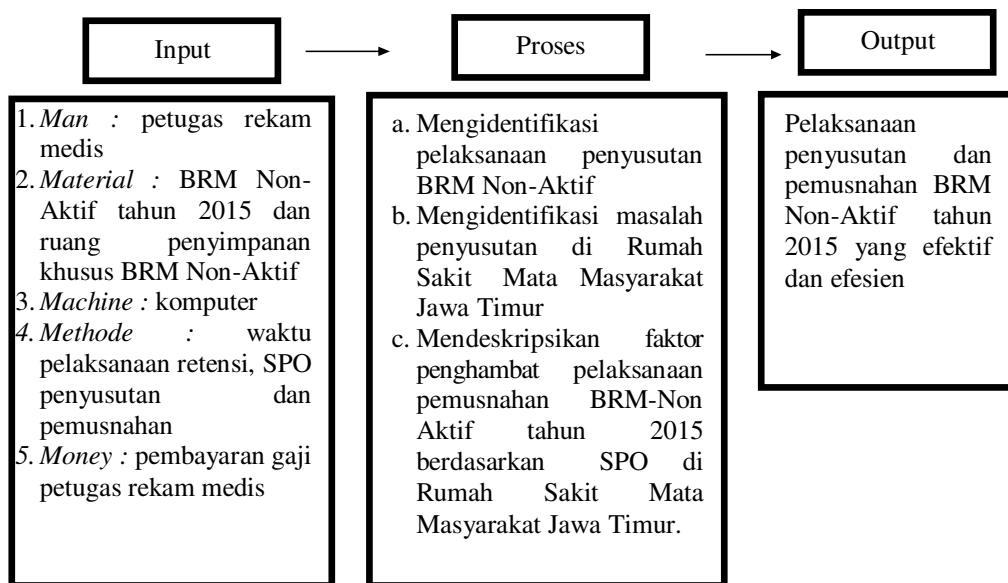 Input
Proses
Output
1. Man : petugas rekam
medis
2. Material : BRM Non-
Aktif tahun 2015 dan
ruang penyimpanan
khusus BRM Non-Aktif
3. Machine : komputer
4. Methode : waktu
pelaksanaan retensi, SPO
penyusutan dan
pemusnahan
5. Money : pembayaran gaji
petugas rekam medis
a. Mengidentifikasi
pelaksanaan penyusutan
BRM Non-Aktif
b. Mengidentifikasi masalah
penyusutan di Rumah
Sakit Mata Masyarakat
Jawa Timur
c. Mendeskripsikan faktor
penghambat pelaksanaan
pemusnahan BRM-Non
Aktif tahun 2015
berdasarkan SPO di
Rumah Sakit Mata
Masyarakat Jawa Timur.
Pelaksanaan
penyusutan dan
pemusnahan BRM
Non-Aktif tahun
2015 yang efektif
dan efesien